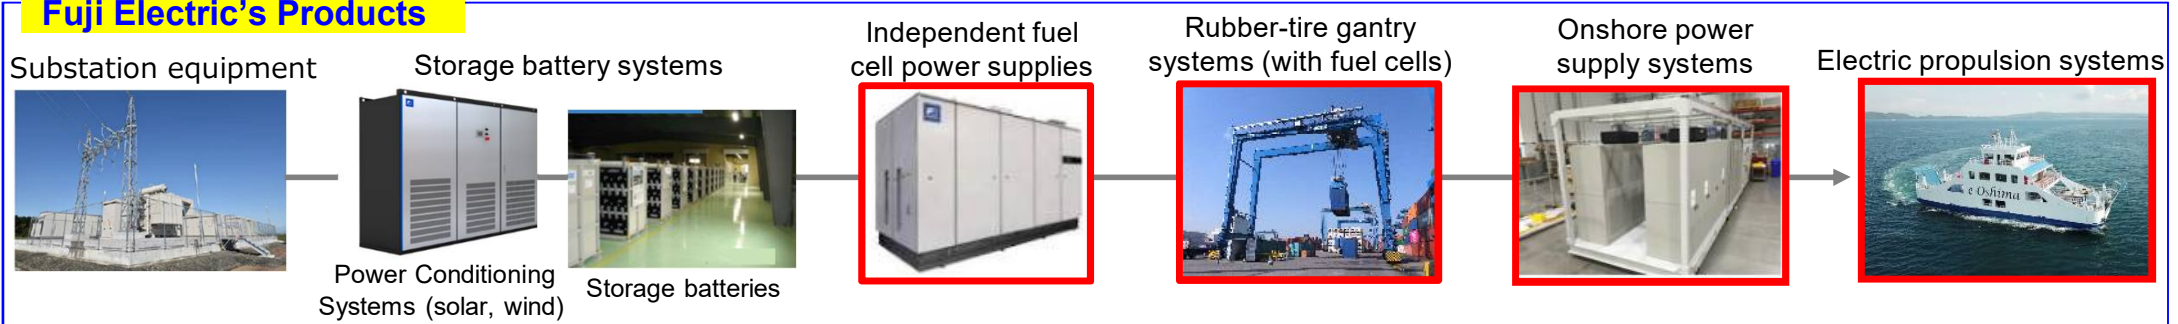 Fuji Electric's Products
Substation equipment
Storage battery systems
Power Conditioning
Systems (solar, wind)
Storage batteries
Independent fuel
cell power supplies
Rubber-tire gantry
systems (with fuel cells)
Onshore power
supply systems
Electric propulsion systems
e Oshima